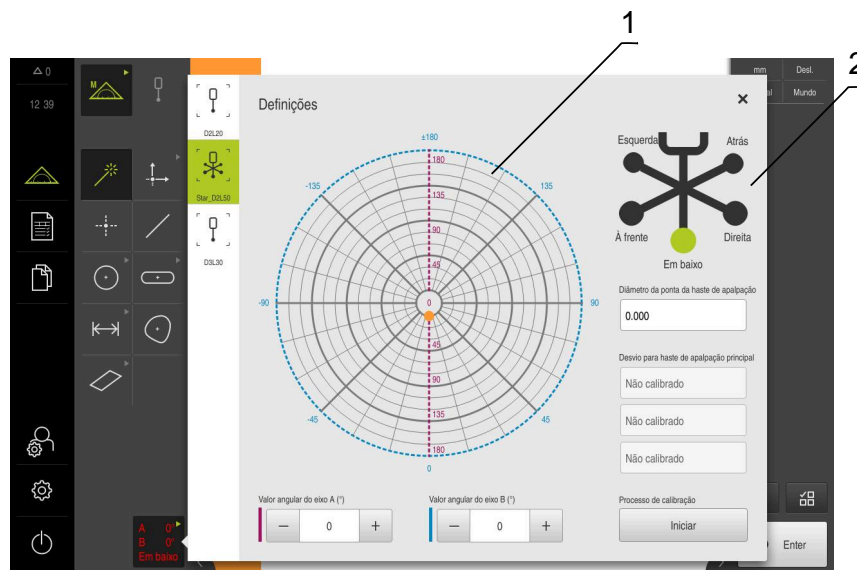 1
2
△ 0
12 39
M
mm
Desl.
al
Mundo
D2L20
Star_D2L50
D3L30
Definições
×
±180
-135
135
-90
90
-45
45
0
180
135
90
45
0
45
90
135
180
Esquerda
Atrás
À frente
Direita
Em baixo
Diâmetro da ponta da haste de apalpação
0.000
Desvio para haste de apalpação principal
Não calibrado
Não calibrado
Não calibrado
Valor angular do eixo A (°)
Valor angular do eixo B (°)
− 0 +
− 0 +
Processo de calibração
Iniciar
A 0°
B 0°
Em baixo
Enter